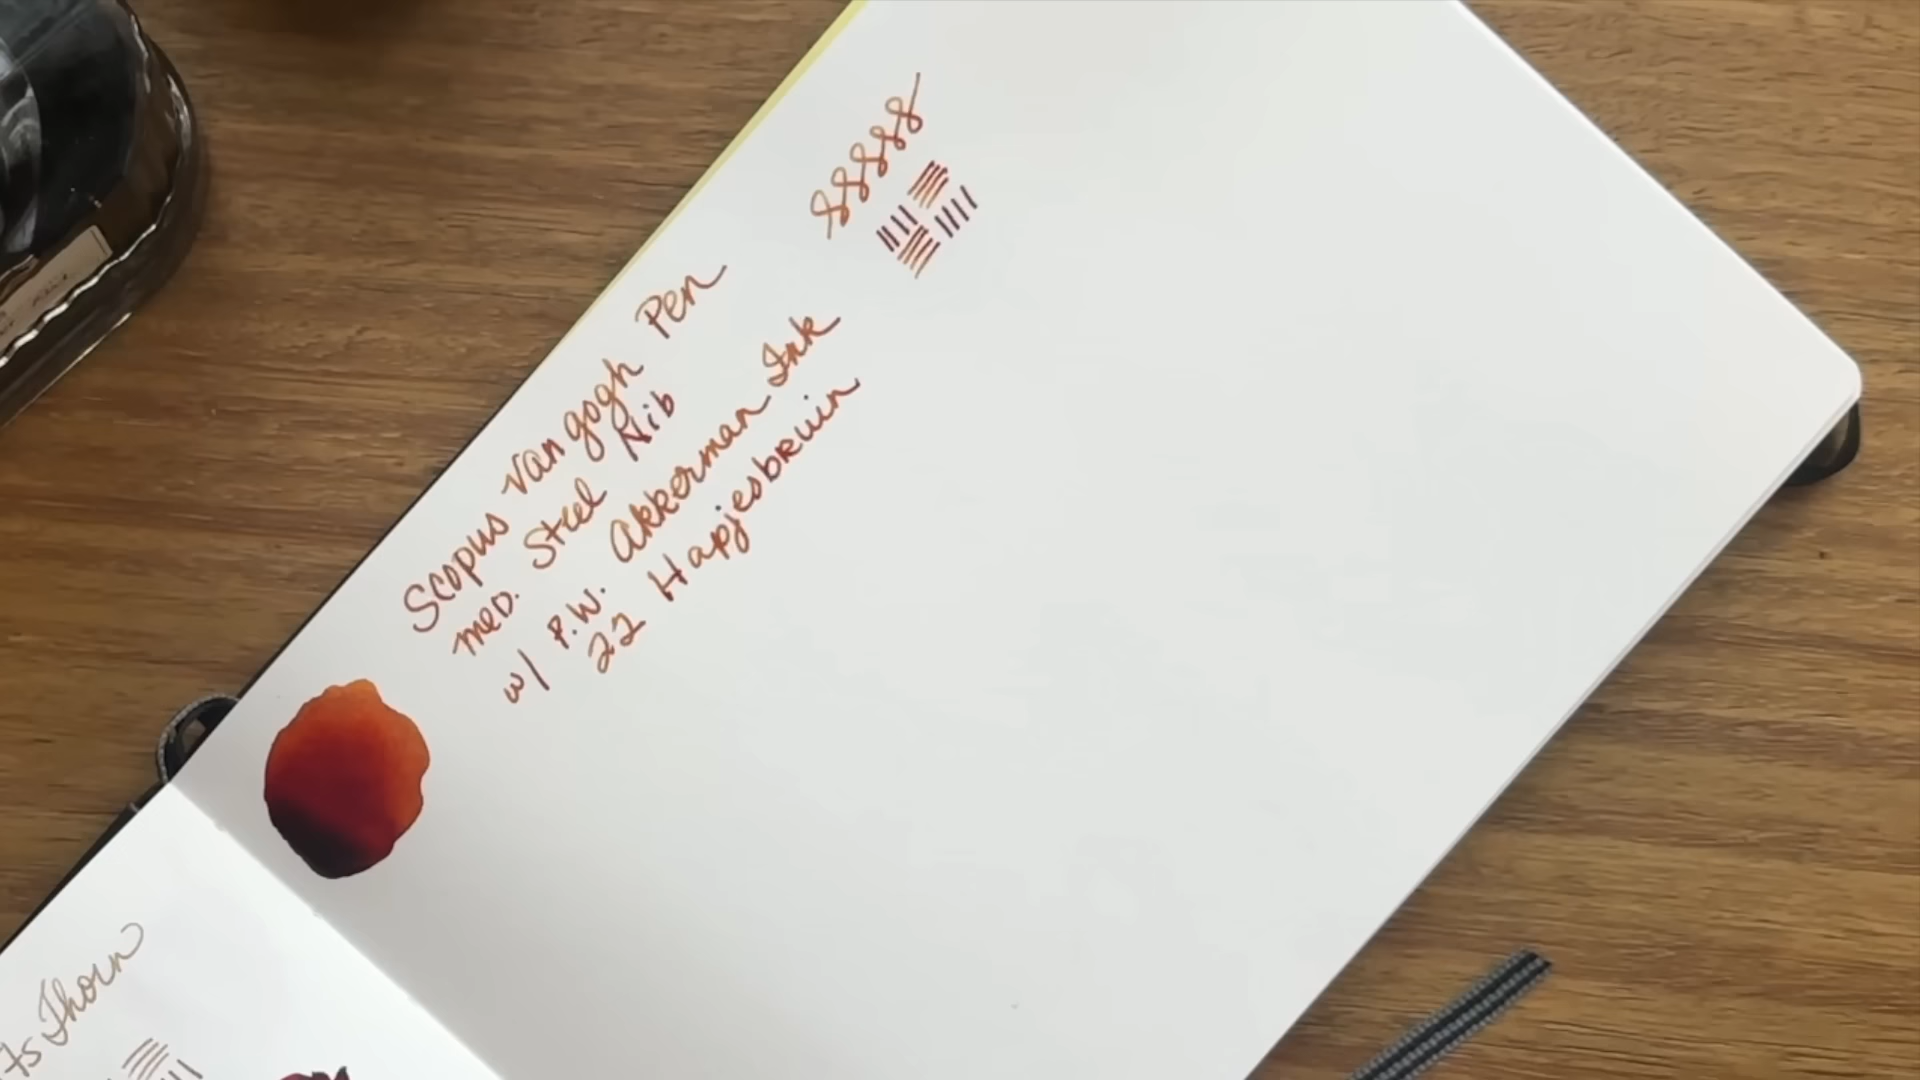 Scopus van gogh Pen
med. Steel Nib
w/ P.W. Akkerman Ink
22 Hapjesbruin
Thorn